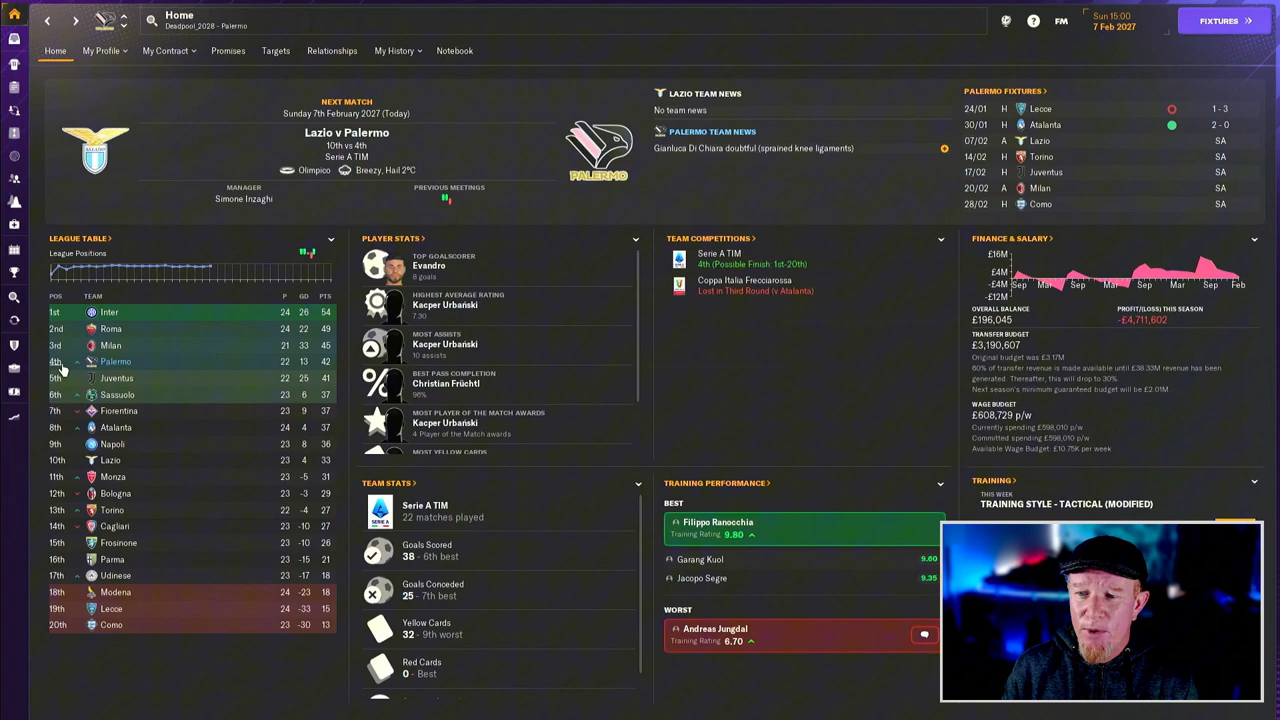 Home
Deadpool_2028 - Palermo
FM
Sun 15:00
7 Feb 2027
FIXTURES
Home
My Profile
My Contract
Promises
Targets
Relationships
My History
Notebook
NEXT MATCH
Sunday 7th February 2027 (Today)
Lazio v Palermo
10th vs 4th
Serie A TIM
Olimpico
Breezy, Hail 2°C
MANAGER
Simone Inzaghi
PREVIOUS MEETINGS
PALERMO
LAZIO TEAM NEWS
No team news
PALERMO TEAM NEWS
Gianluca Di Chiara doubtful (sprained knee ligaments)
PALERMO FIXTURES
24/01 H Lecce 1 - 3
30/01 H Atalanta 2 - 0
07/02 A Lazio SA
14/02 H Torino SA
17/02 H Juventus SA
20/02 A Milan SA
28/02 H Como SA
LEAGUE TABLE
League Positions
POS TEAM P GD PTS
1st Inter 24 26 54
2nd Roma 24 22 49
3rd Milan 21 33 45
4th Palermo 22 13 42
5th Juventus 22 25 41
6th Sassuolo 23 6 37
7th Fiorentina 23 9 37
8th Atalanta 24 4 37
9th Napoli 23 8 36
10th Lazio 23 4 33
11th Monza 23 -5 31
12th Bologna 23 -3 29
13th Torino 22 -4 27
14th Cagliari 23 -10 27
15th Frosinone 23 -10 26
16th Parma 23 -15 21
17th Udinese 23 -17 18
18th Modena 24 -23 18
19th Lecce 24 -33 15
20th Como 23 -30 13
PLAYER STATS
TOP GOALSCORER
Evandro
8 goals
HIGHEST AVERAGE RATING
Kacper Urbański
7.30
MOST ASSISTS
Kacper Urbański
10 assists
BEST PASS COMPLETION
Christian Früchtl
MOST PLAYER OF THE MATCH AWARDS
Kacper Urbański
4 Player of the Match awards
MOST YELLOW CARDS
TEAM STATS
Serie A TIM
22 matches played
Goals Scored
38 - 6th best
Goals Conceded
25 - 7th best
Yellow Cards
32 - 9th worst
Red Cards
0 - Best
TEAM COMPETITIONS
Serie A TIM
4th (Possible Finish: 1st-20th)
Coppa Italia Frecciarossa
Lost in Third Round (v Atalanta)
TRAINING PERFORMANCE
BEST
Filippo Ranocchia
Training Rating 9.80
Garang Kuol 9.60
Jacopo Segre 9.35
WORST
Andreas Jungdal
Training Rating 6.70
FINANCE & SALARY
£16M
£4M
-£4M
-£12M
Sep Mar Sep Mar Sep Mar Sep Feb
OVERALL BALANCE
£196,045
PROFIT/(LOSS) THIS SEASON
-£4,711,602
TRANSFER BUDGET
£3,190,607
Original budget was £3.17M
60% of transfer revenue is made available until £38.33M revenue has been
generated. Thereafter, this will drop to 30%.
Next season's minimum guaranteed budget will be £2.01M.
WAGE BUDGET
£608,729 p/w
Currently spending £598,010 p/w
Committed spending £598,010 p/w
Available Wage Budget: £10.75K per week
TRAINING
THIS WEEK
TRAINING STYLE - TACTICAL (MODIFIED)